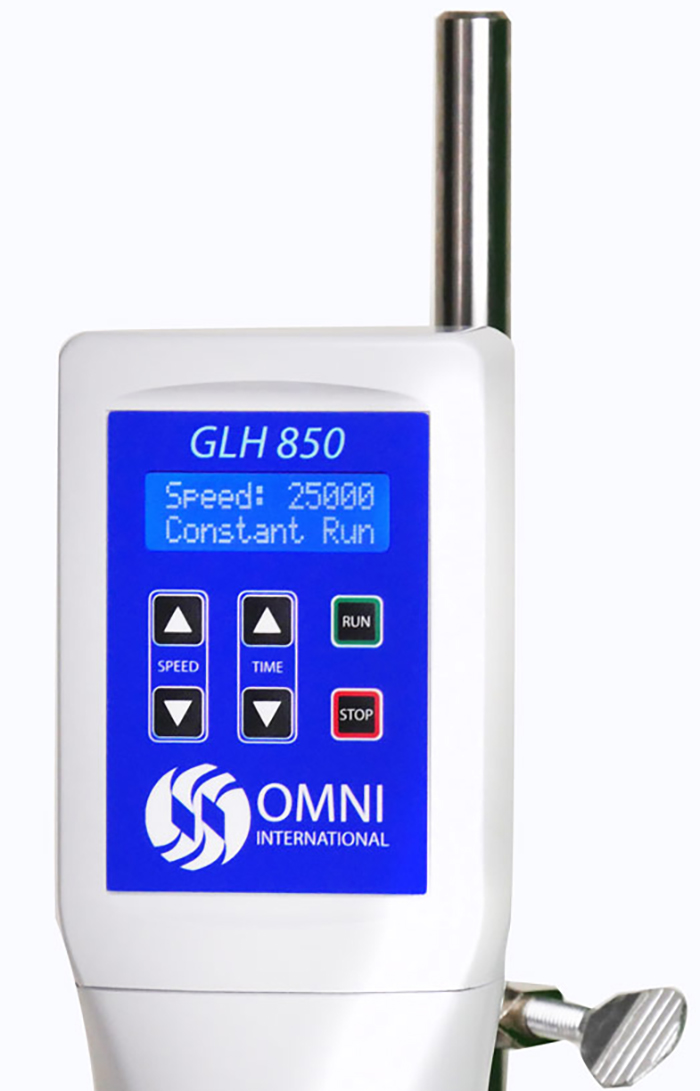 GLH 850
Speed: 25000
Constant Run
SPEED
TIME
RUN
STOP
OMNI
INTERNATIONAL